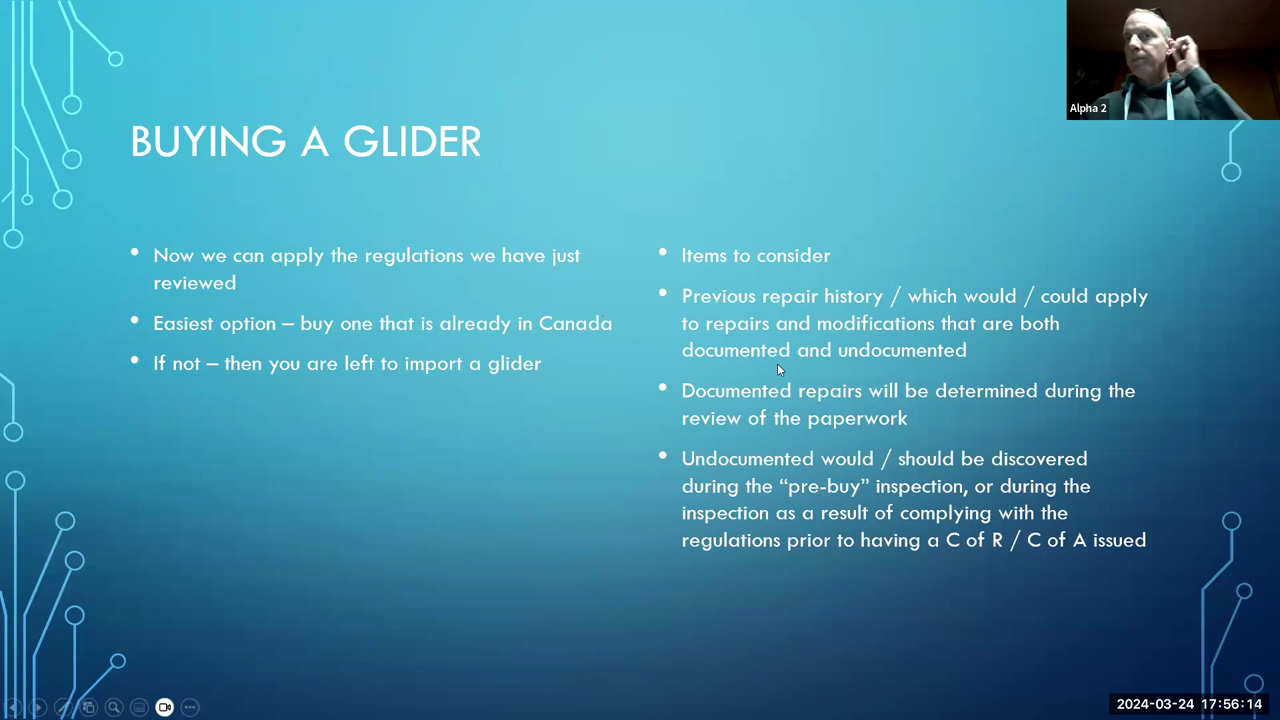 Alpha 2
BUYING A GLIDER
• Now we can apply the regulations we have just
reviewed
• Easiest option – buy one that is already in Canada
• If not – then you are left to import a glider
• Items to consider
• Previous repair history / which would / could apply
to repairs and modifications that are both
documented and undocumented
• Documented repairs will be determined during the
review of the paperwork
• Undocumented would / should be discovered
during the “pre-buy” inspection, or during the
inspection as a result of complying with the
regulations prior to having a C of R / C of A issued
2024-03-24 17:56:14